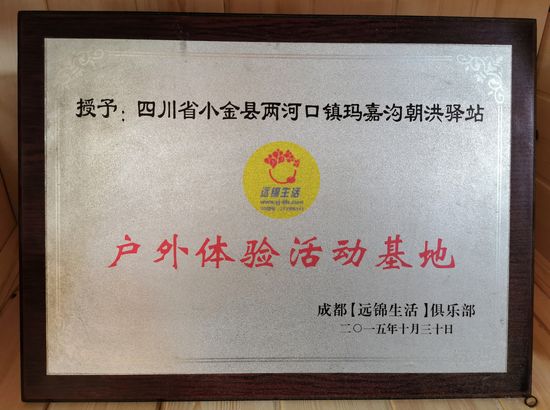 授予：四川省小金县两河口镇玛嘉沟朝洪驿站
远锦生活
户外体验活动基地
成都【远锦生活】俱乐部
二〇一五年十月三十日